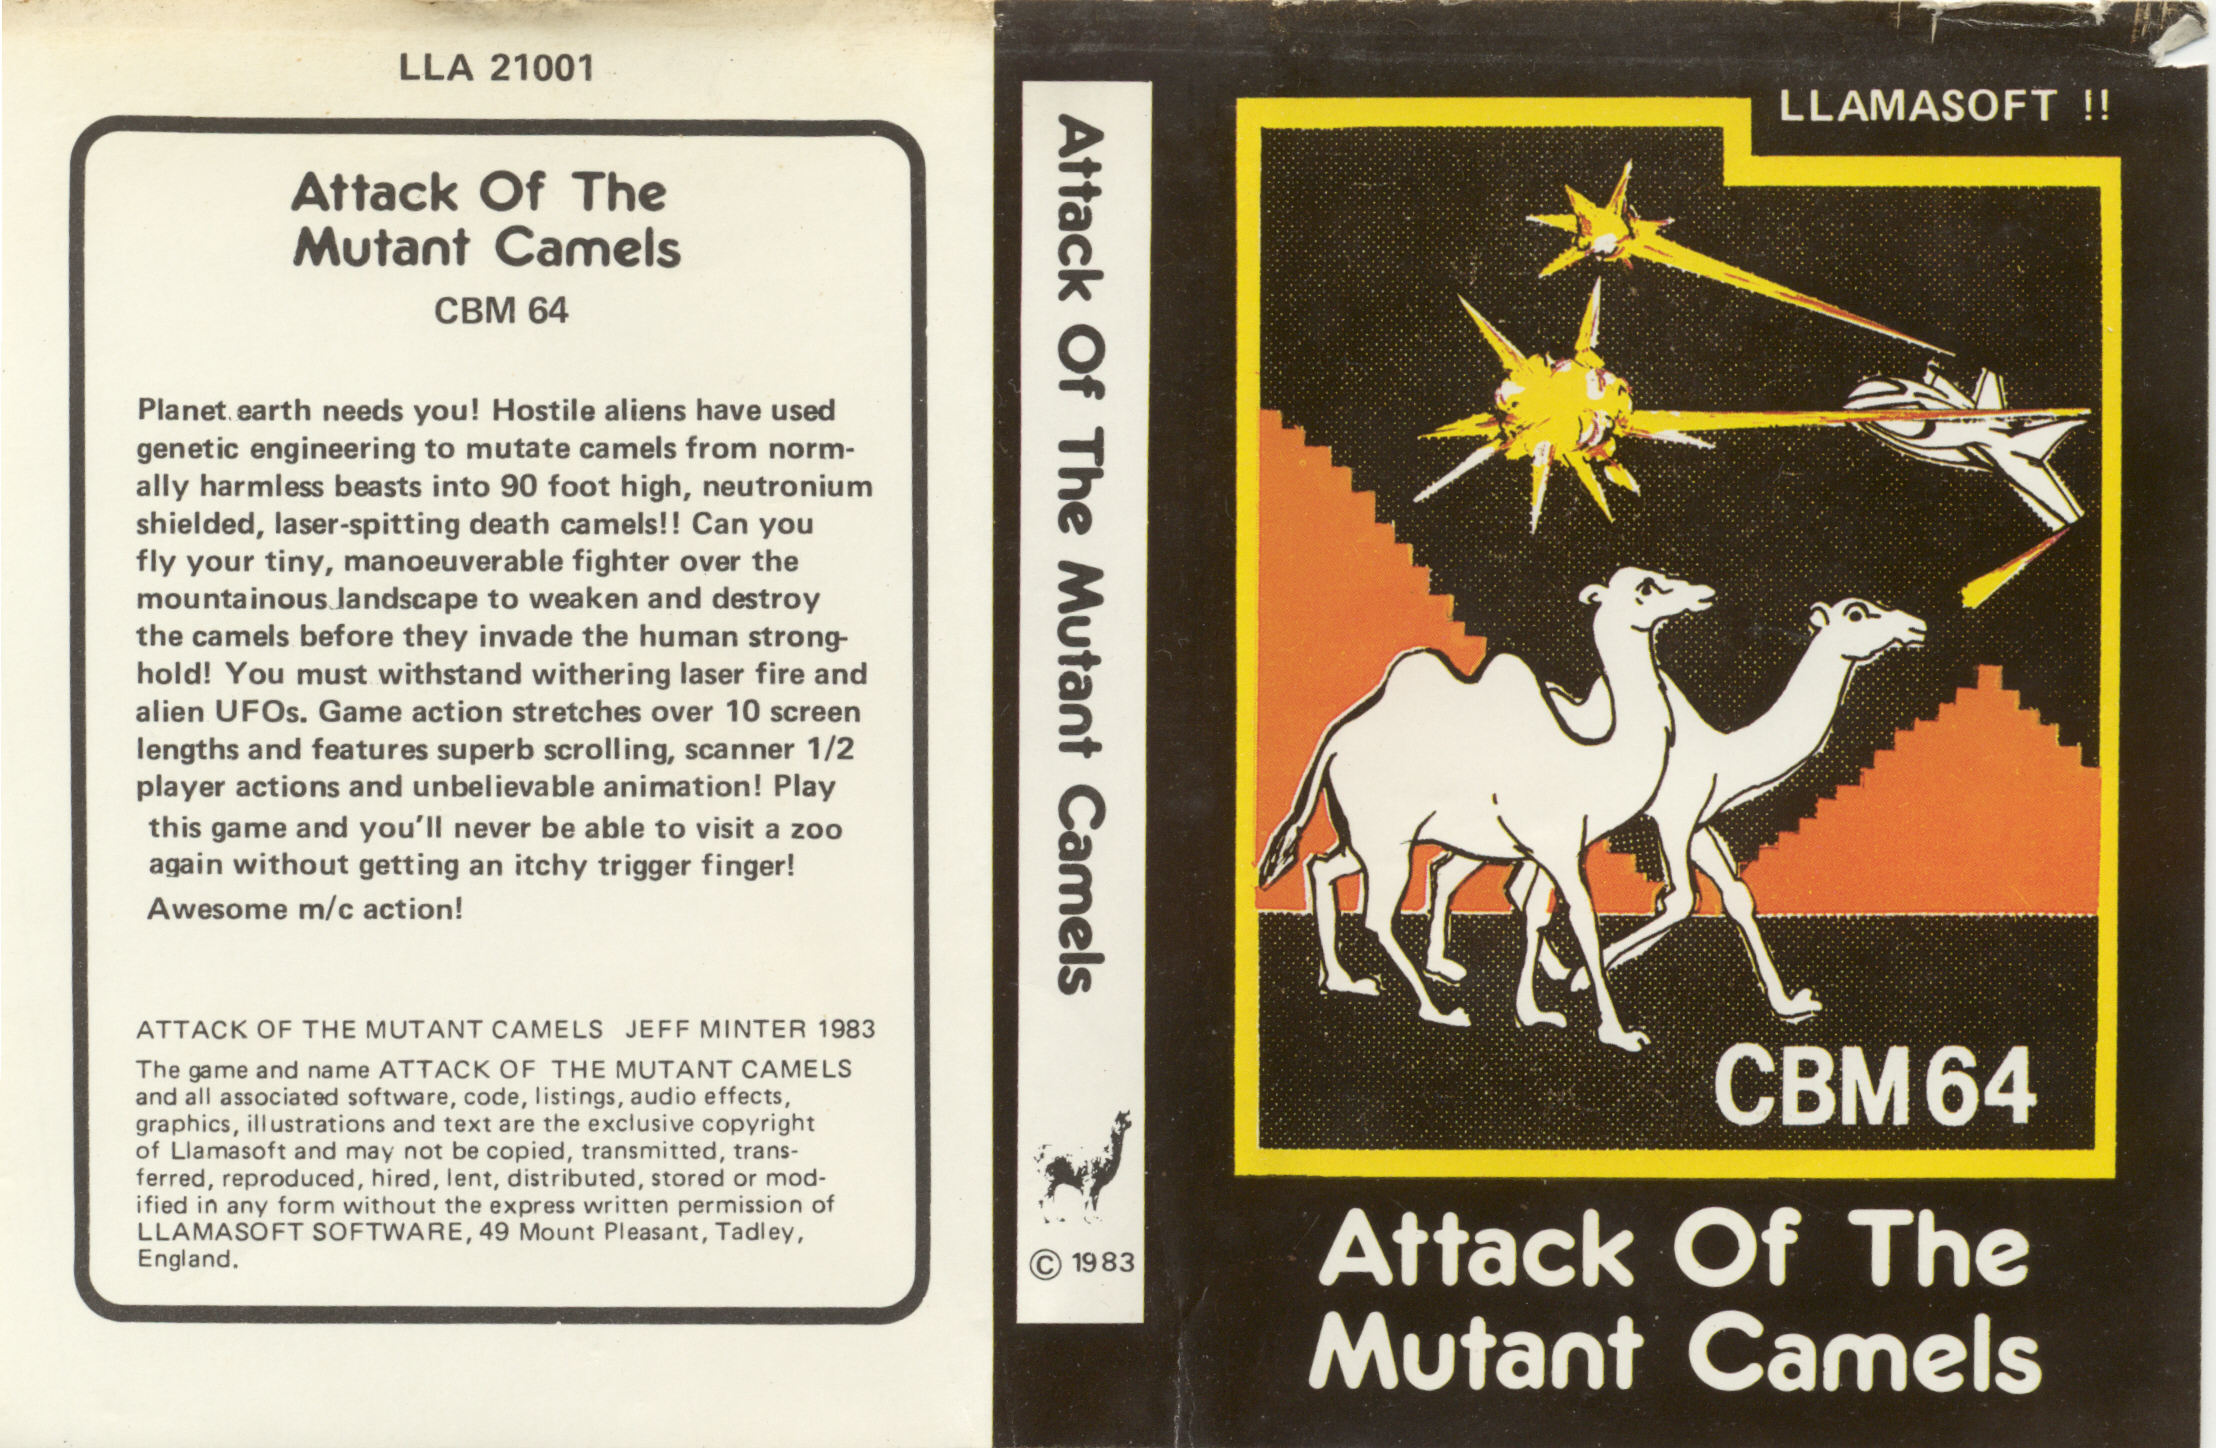 LLA 21001
Attack Of The
Mutant Camels
CBM 64
Planet earth needs you! Hostile aliens have used
genetic engineering to mutate camels from norm-
ally harmless beasts into 90 foot high, neutronium
shielded, laser-spitting death camels!! Can you
fly your tiny, manoeuverable fighter over the
mountainous landscape to weaken and destroy
the camels before they invade the human strong-
hold! You must withstand withering laser fire and
alien UFOs. Game action stretches over 10 screen
lengths and features superb scrolling, scanner 1/2
player actions and unbelievable animation! Play
this game and you'll never be able to visit a zoo
again without getting an itchy trigger finger!
Awesome m/c action!
ATTACK OF THE MUTANT CAMELS JEFF MINTER 1983
The game and name ATTACK OF THE MUTANT CAMELS
and all associated software, code, listings, audio effects,
graphics, illustrations and text are the exclusive copyright
of Llamasoft and may not be copied, transmitted, trans-
ferred, reproduced, hired, lent, distributed, stored or mod-
ified in any form without the express written permission of
LLAMASOFT SOFTWARE, 49 Mount Pleasant, Tadley,
England.
Attack Of The Mutant Camels
© 1983
LLAMASOFT !!
CBM 64
Attack Of The
Mutant Camels